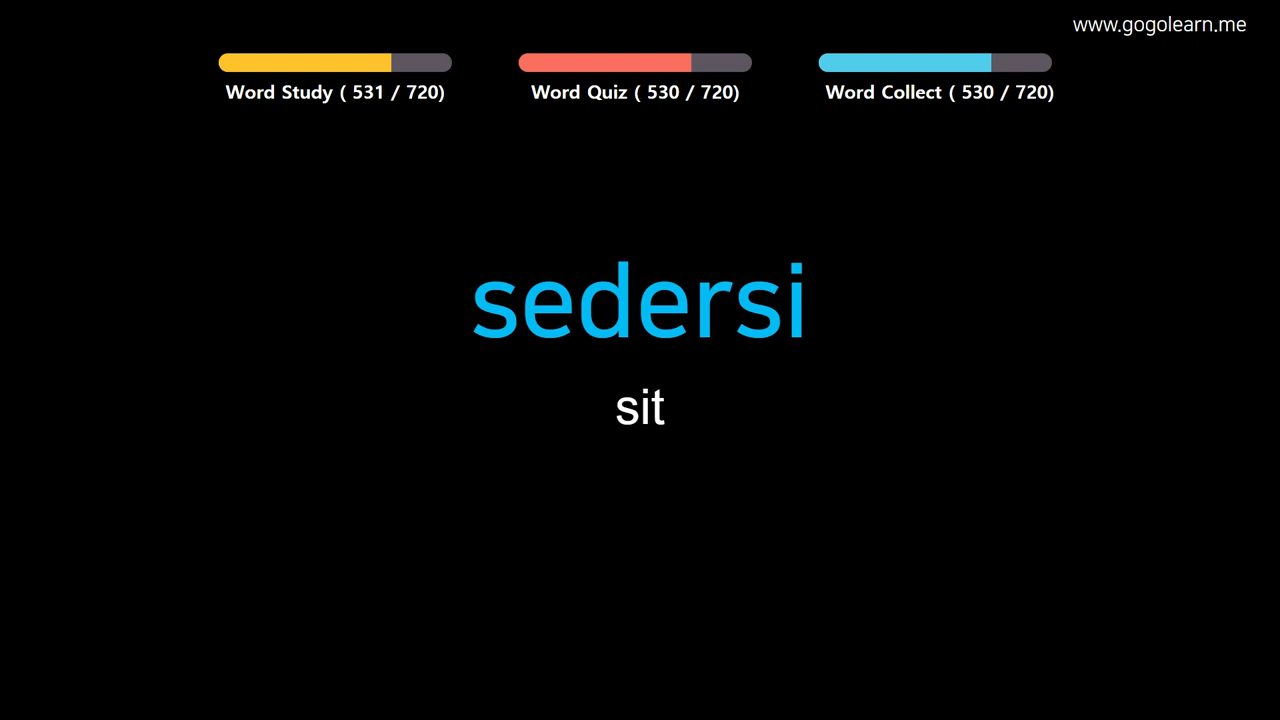 www.gogolearn.me
Word Study ( 531 / 720)
Word Quiz ( 530 / 720)
Word Collect ( 530 / 720)
sedersi
sit